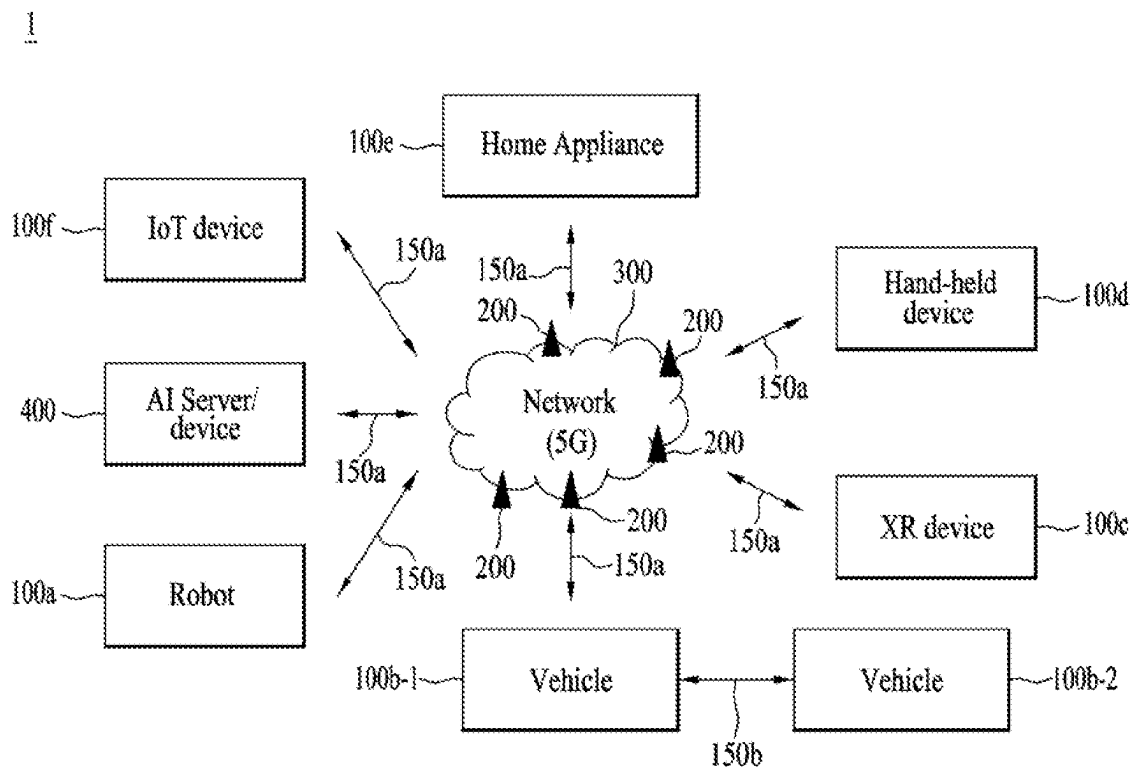 1
Home Appliance
100e
IoT device
100f
150a
150a
300
200
200
Hand-held
device
100d
150a
AI Server/
device
400
150a
Network
(5G)
200
200
200
150a
XR device
100c
150a
Robot
100a
150a
Vehicle
100b-1
150b
Vehicle
100b-2